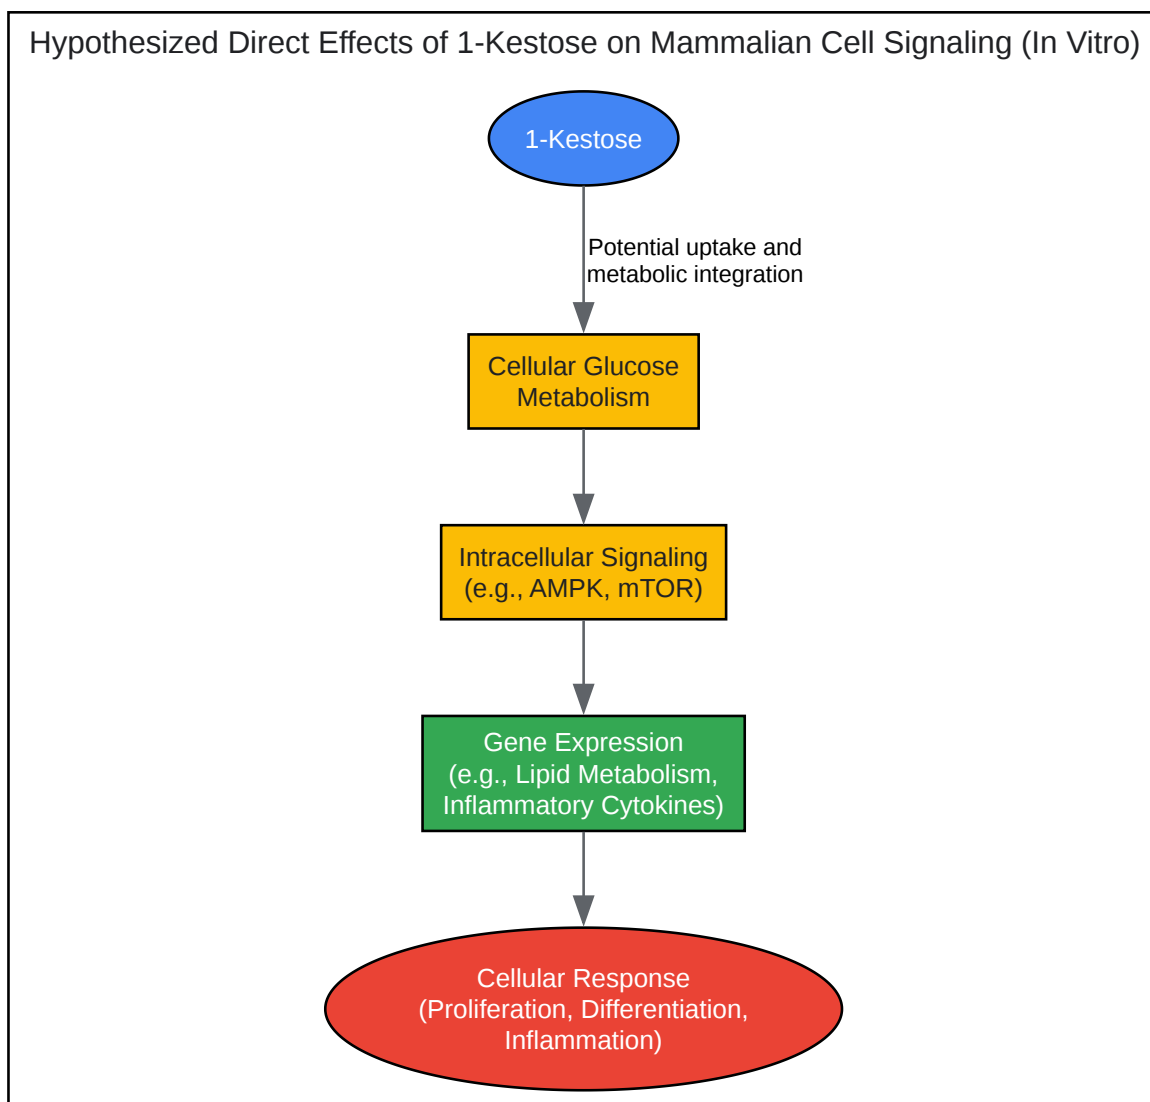 Hypothesized Direct Effects of 1-Kestose on Mammalian Cell Signaling (In Vitro)
1-Kestose
Potential uptake and
metabolic integration
Cellular Glucose
Metabolism
Intracellular Signaling
(e.g., AMPK, mTOR)
Gene Expression
(e.g., Lipid Metabolism,
Inflammatory Cytokines)
Cellular Response
(Proliferation, Differentiation,
Inflammation)